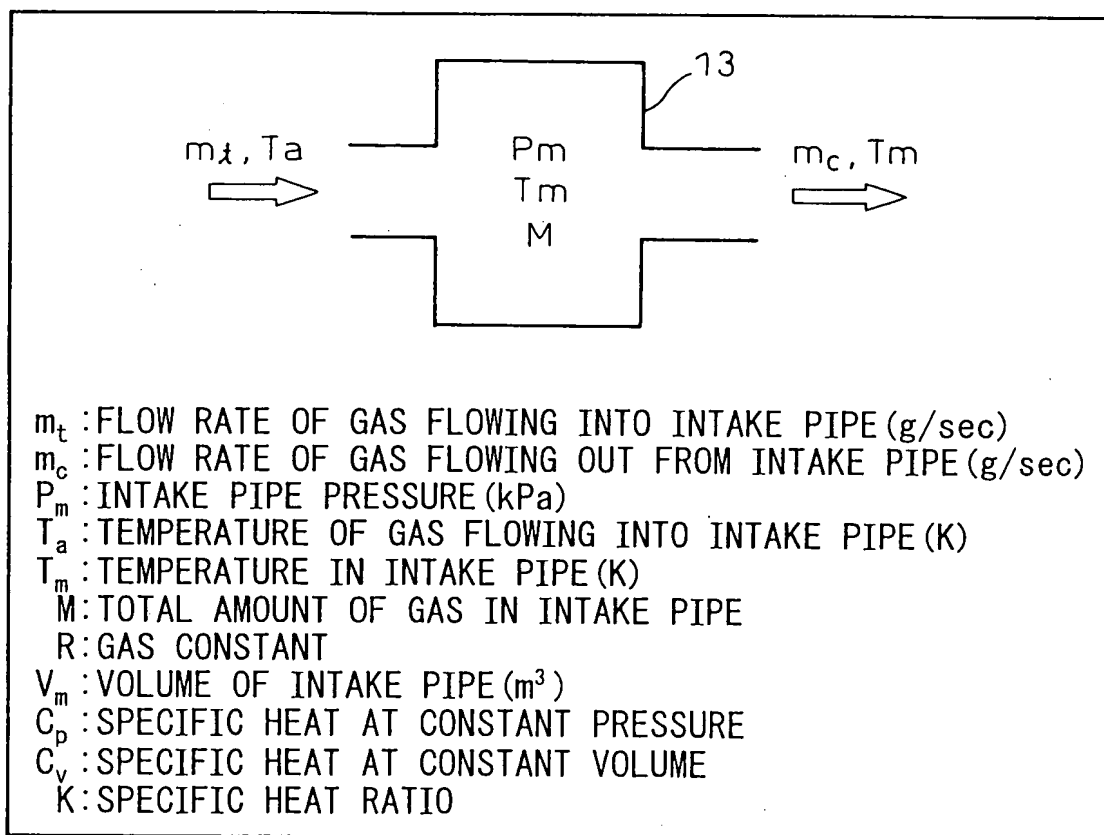 13
mt, Ta
Pm
Tm
M
mc, Tm
mt:FLOW RATE OF GAS FLOWING INTO INTAKE PIPE(g/sec)
mc:FLOW RATE OF GAS FLOWING OUT FROM INTAKE PIPE(g/sec)
Pm:INTAKE PIPE PRESSURE(kPa)
Ta:TEMPERATURE OF GAS FLOWING INTO INTAKE PIPE(K)
Tm:TEMPERATURE IN INTAKE PIPE(K)
M:TOTAL AMOUNT OF GAS IN INTAKE PIPE
R:GAS CONSTANT
Vm:VOLUME OF INTAKE PIPE(m³)
Cp:SPECIFIC HEAT AT CONSTANT PRESSURE
Cv:SPECIFIC HEAT AT CONSTANT VOLUME
K:SPECIFIC HEAT RATIO